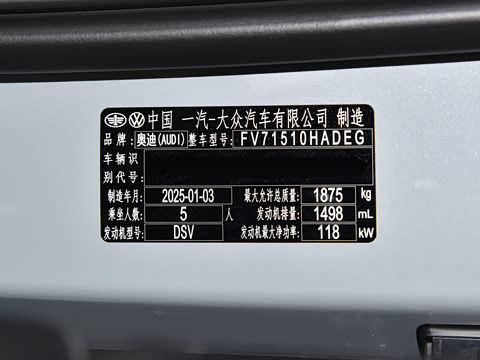 中国 一汽-大众汽车有限公司 制造
品牌: 奥迪(AUDI) 整车型号: FV71510HADEG
车辆识
别代号:
制造年月: 2025-01-03 最大允许总质量: 1875 kg
乘坐人数: 5 人 发动机排量: 1498 mL
发动机型号: DSV 发动机最大净功率: 118 kW